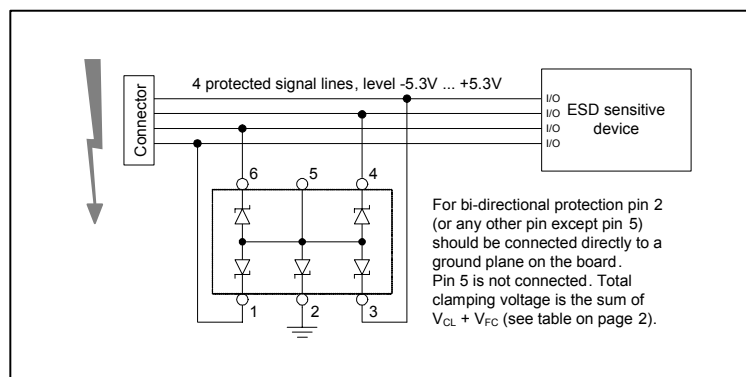 4 protected signal lines, level -5.3V ... +5.3V
Connector
I/O
I/O
I/O
I/O
ESD sensitive
device
6
5
4
1
2
3
For bi-directional protection pin 2
(or any other pin except pin 5)
should be connected directly to a
ground plane on the board.
Pin 5 is not connected. Total
clamping voltage is the sum of
V_CL + V_FC (see table on page 2).